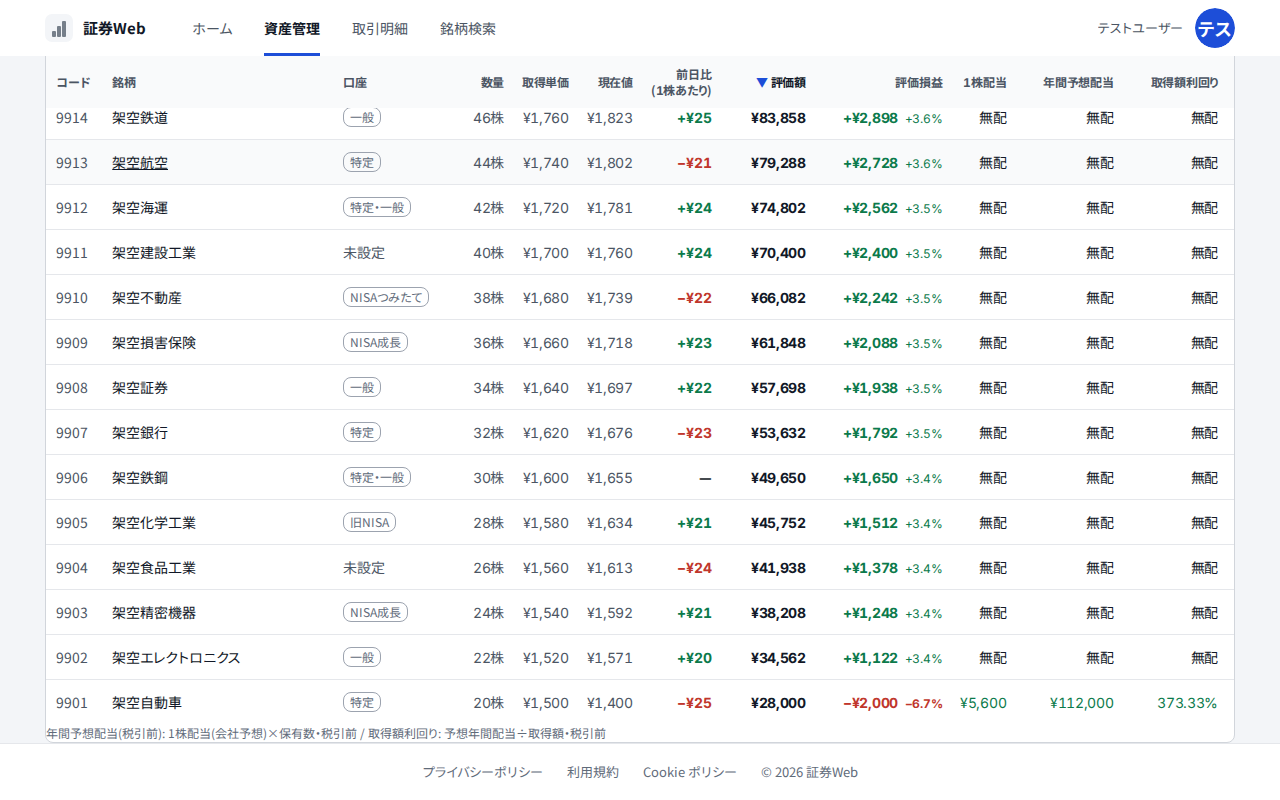 証券Web ホーム 資産管理 取引明細 銘柄検索 テストユーザー テス
コード 銘柄 口座 数量 取得単価 現在値 前日比 (1株あたり) ▼評価額 評価損益 1株配当 年間予想配当 取得額利回り
9914 架空鉄道 一般 46株 ¥1,760 ¥1,823 +¥25 ¥83,858 +¥2,898 +3.6% 無配 無配 無配
9913 架空航空 特定 44株 ¥1,740 ¥1,802 −¥21 ¥79,288 +¥2,728 +3.6% 無配 無配 無配
9912 架空海運 特定・一般 42株 ¥1,720 ¥1,781 +¥24 ¥74,802 +¥2,562 +3.5% 無配 無配 無配
9911 架空建設工業 未設定 40株 ¥1,700 ¥1,760 +¥24 ¥70,400 +¥2,400 +3.5% 無配 無配 無配
9910 架空不動産 NISAつみたて 38株 ¥1,680 ¥1,739 −¥22 ¥66,082 +¥2,242 +3.5% 無配 無配 無配
9909 架空損害保険 NISA成長 36株 ¥1,660 ¥1,718 +¥23 ¥61,848 +¥2,088 +3.5% 無配 無配 無配
9908 架空証券 一般 34株 ¥1,640 ¥1,697 +¥22 ¥57,698 +¥1,938 +3.5% 無配 無配 無配
9907 架空銀行 特定 32株 ¥1,620 ¥1,676 −¥23 ¥53,632 +¥1,792 +3.5% 無配 無配 無配
9906 架空鉄鋼 特定・一般 30株 ¥1,600 ¥1,655 — ¥49,650 +¥1,650 +3.4% 無配 無配 無配
9905 架空化学工業 旧NISA 28株 ¥1,580 ¥1,634 +¥21 ¥45,752 +¥1,512 +3.4% 無配 無配 無配
9904 架空食品工業 未設定 26株 ¥1,560 ¥1,613 −¥24 ¥41,938 +¥1,378 +3.4% 無配 無配 無配
9903 架空精密機器 NISA成長 24株 ¥1,540 ¥1,592 +¥21 ¥38,208 +¥1,248 +3.4% 無配 無配 無配
9902 架空エレクトロニクス 一般 22株 ¥1,520 ¥1,571 +¥20 ¥34,562 +¥1,122 +3.4% 無配 無配 無配
9901 架空自動車 特定 20株 ¥1,500 ¥1,400 −¥25 ¥28,000 −¥2,000 −6.7% ¥5,600 ¥112,000 373.33%
年間予想配当(税引前): 1株配当(会社予想)×保有数・税引前 / 取得額利回り: 予想年間配当÷取得額・税引前
プライバシーポリシー 利用規約 Cookie ポリシー © 2026 証券Web